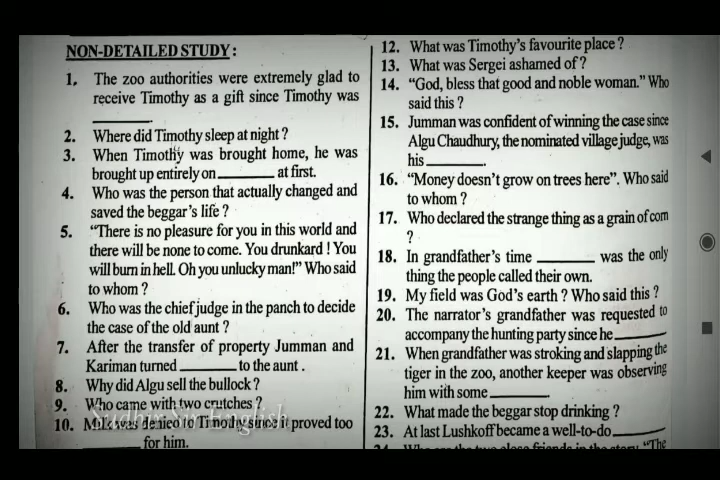 NON-DETAILED STUDY :
1. The zoo authorities were extremely glad to
receive Timothy as a gift since Timothy was
________.
2. Where did Timothy sleep at night ?
3. When Timothy was brought home, he was
brought up entirely on ________ at first.
4. Who was the person that actually changed and
saved the beggar's life ?
5. "There is no pleasure for you in this world and
there will be none to come. You drunkard ! You
will burn in hell. Oh you unlucky man!" Who said
to whom ?
6. Who was the chief judge in the panch to decide
the case of the old aunt ?
7. After the transfer of property Jumman and
Kariman turned ________ to the aunt .
8. Why did Algu sell the bullock ?
9. Who came with two crutches ?
Sudhir Sir English
10. Milk was denied to Timothy since it proved too
________ for him.
12. What was Timothy's favourite place ?
13. What was Sergei ashamed of ?
14. "God, bless that good and noble woman." Who
said this ?
15. Jumman was confident of winning the case since
Algu Chaudhury, the nominated village judge, was
his ________.
16. "Money doesn't grow on trees here". Who said
to whom ?
17. Who declared the strange thing as a grain of corn
?
18. In grandfather's time ________ was the only
thing the people called their own.
19. My field was God's earth ? Who said this ?
20. The narrator's grandfather was requested to
accompany the hunting party since he ________
21. When grandfather was stroking and slapping the
tiger in the zoo, another keeper was observing
him with some ________
22. What made the beggar stop drinking ?
23. At last Lushkoff became a well-to-do ________
24. Who are the two close friends in the story "The